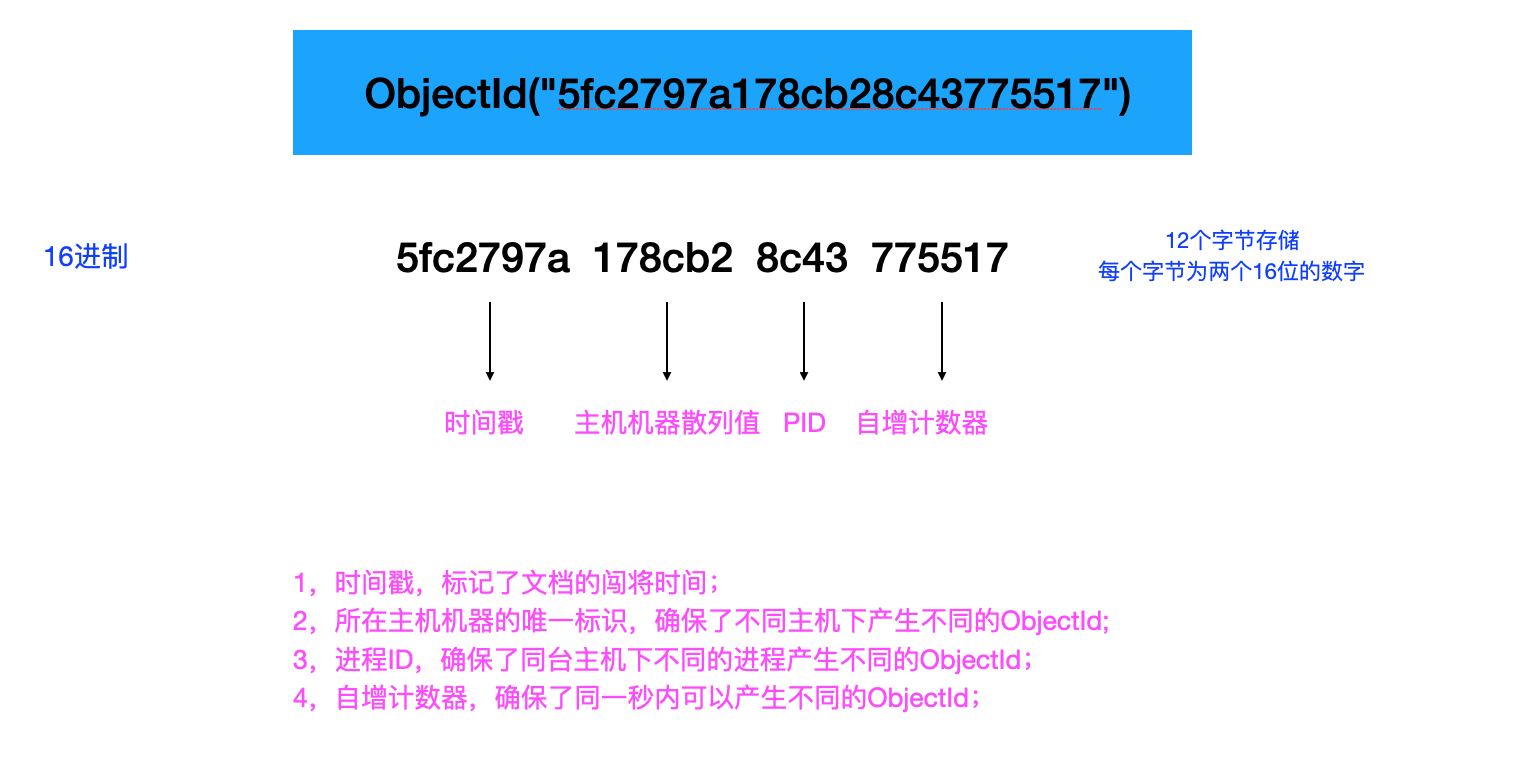 ObjectId("5fc2797a178cb28c43775517")
16进制
5fc2797a 178cb2 8c43 775517
12个字节存储
每个字节为两个16位的数字
时间戳 主机机器散列值 PID 自增计数器
1，时间戳，标记了文档的闯将时间；
2，所在主机机器的唯一标识，确保了不同主机下产生不同的ObjectId;
3，进程ID，确保了同台主机下不同的进程产生不同的ObjectId；
4，自增计数器，确保了同一秒内可以产生不同的ObjectId；